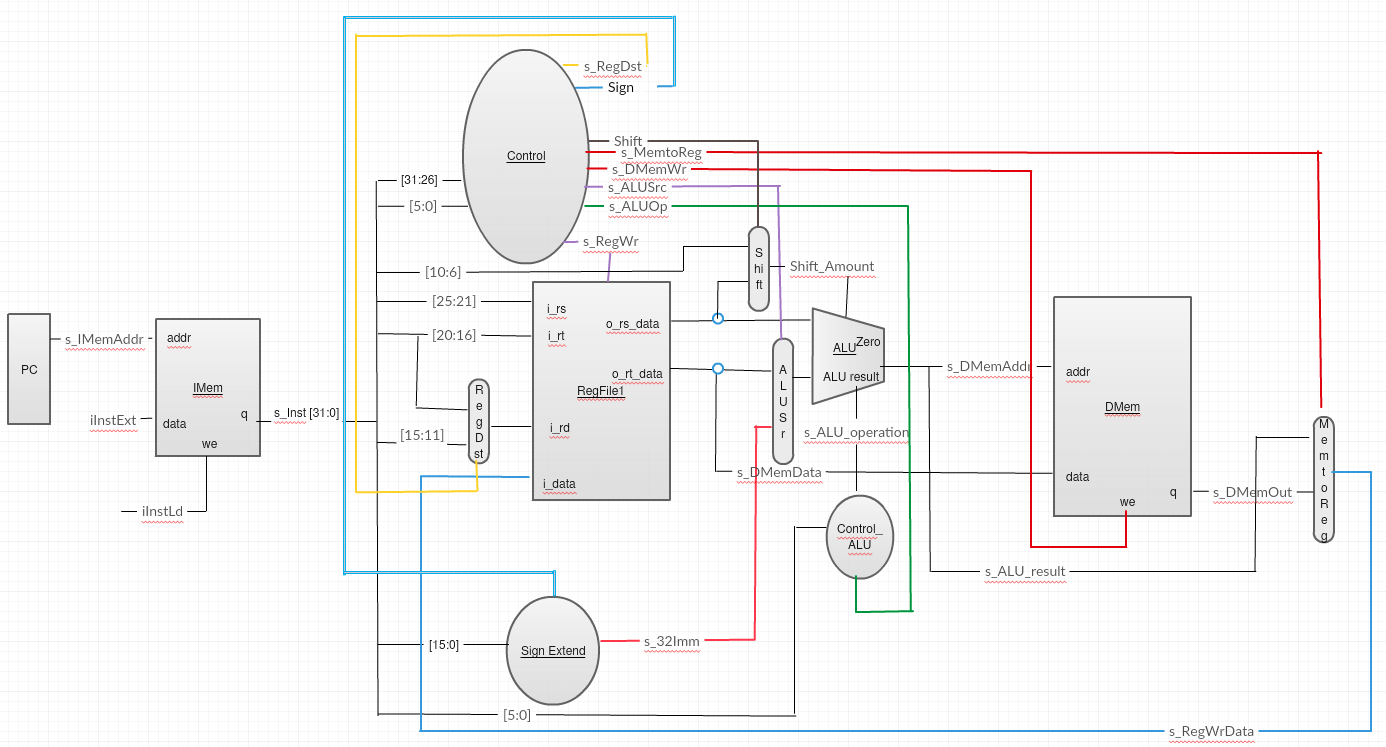 s_RegDst
Sign
Shift
s_MemtoReg
s_DMemWr
s_ALUSrc
s_ALUOp
s_RegWr
Control
[31:26]
[5:0]
[10:6]
[25:21]
[20:16]
[15:11]
S
hi
ft
Shift_Amount
PC
s_IMemAddr
iInstExt
iInstLd
addr
IMem
data
q
we
s_Inst [31:0]
R
e
g
D
st
i_rs
i_rt
i_rd
i_data
o_rs_data
o_rt_data
RegFile1
A
L
U
S
r
Zero
ALU
ALU result
s_ALU_operation
s_DMemAddr
s_DMemData
addr
DMem
data
q
we
s_DMemOut
M
e
m
t
o
R
e
g
Control_
ALU
s_ALU_result
[15:0]
Sign Extend
s_32Imm
[5:0]
s_RegWrData